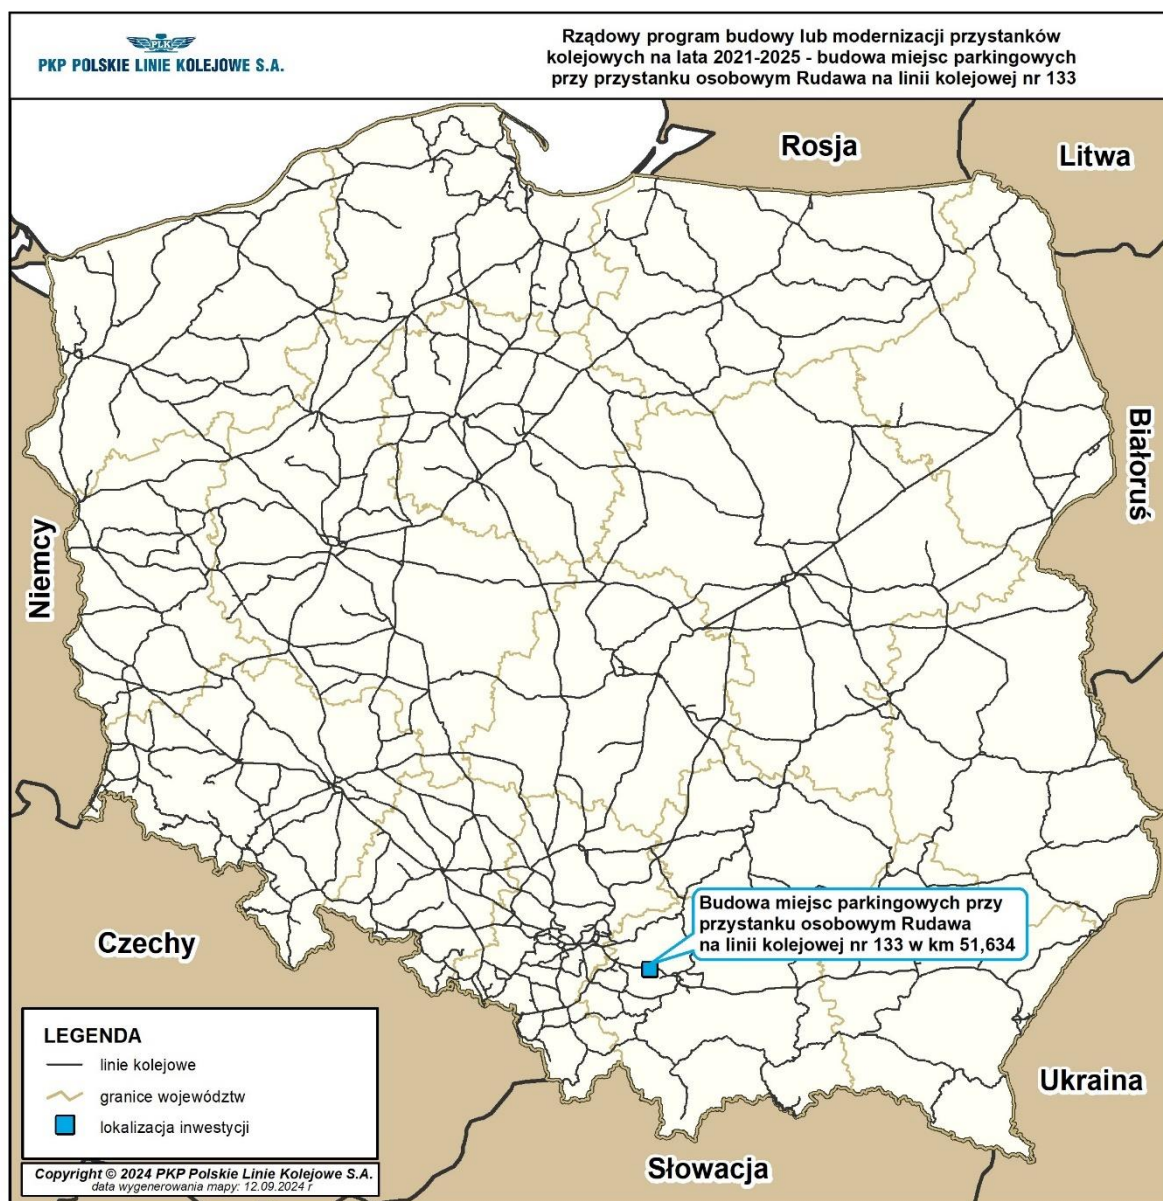 PLK
PKP POLSKIE LINIE KOLEJOWE S.A.
Rządowy program budowy lub modernizacji przystanków
kolejowych na lata 2021-2025 - budowa miejsc parkingowych
przy przystanku osobowym Rudawa na linii kolejowej nr 133
Rosja
Litwa
Białoruś
Niemcy
Czechy
Budowa miejsc parkingowych przy
przystanku osobowym Rudawa
na linii kolejowej nr 133 w km 51,634
Ukraina
Słowacja
LEGENDA
linie kolejowe
granice województw
lokalizacja inwestycji
Copyright © 2024 PKP Polskie Linie Kolejowe S.A.
data wygenerowania mapy: 12.09.2024 r